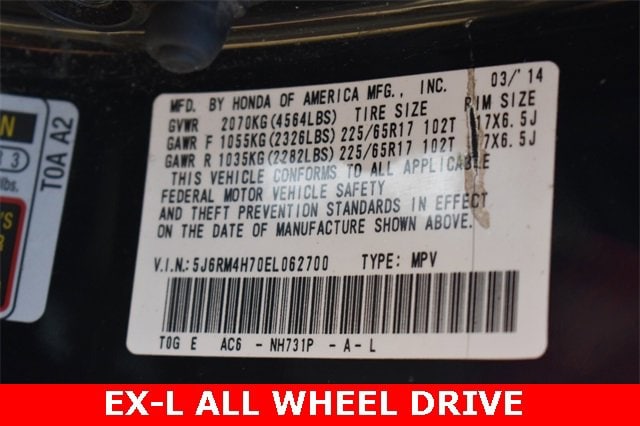 MFD. BY HONDA OF AMERICA MFG., INC. 03/'14
GVWR 2070KG(4564LBS) TIRE SIZE RIM SIZE
GAWR F 1055KG(2326LBS) 225/65R17 102T 17X6.5J
GAWR R 1035KG(2282LBS) 225/65R17 102T 17X6.5J
THIS VEHICLE CONFORMS TO ALL APPLICABLE
FEDERAL MOTOR VEHICLE SAFETY
AND THEFT PREVENTION STANDARDS IN EFFECT
ON THE DATE OF MANUFACTURE SHOWN ABOVE.
V.I.N.: 5J6RM4H70EL062700 TYPE: MPV
T0G E AC6 - NH731P - A - L
T0A A2
3
lbs.
EX-L ALL WHEEL DRIVE